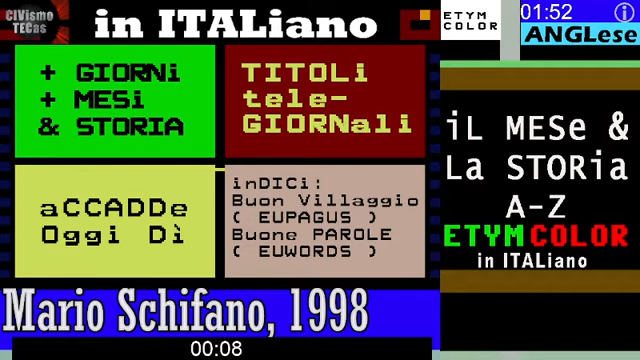 CIVismo
TECas
in ITALiano
ETYM
COLOR
01:52
ANGLese
+ GIORNi
+ MESi
& STORIA
TITOLi
tele-
GIORNali
aCCADDe
Oggi Dì
inDICi:
Buon Villaggio
( EUPAGUS )
Buone PAROLE
( EUWORDS )
iL MESe &
La STORia
A-Z
ETYMCOLOR
in ITALiano
Mario Schifano, 1998
00:08